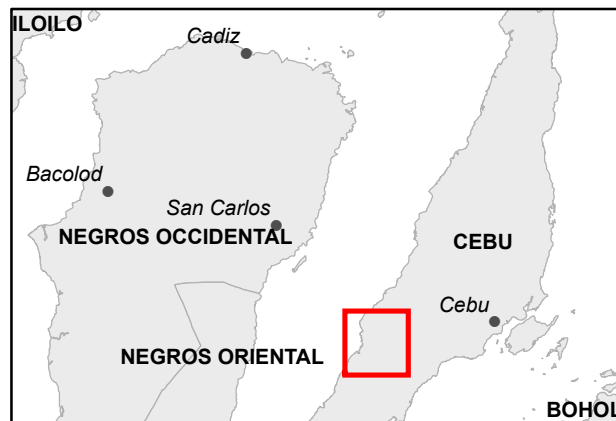 ILOILO
Cadiz
Bacolod
San Carlos
NEGROS OCCIDENTAL
CEBU
Cebu
NEGROS ORIENTAL
BOHOL